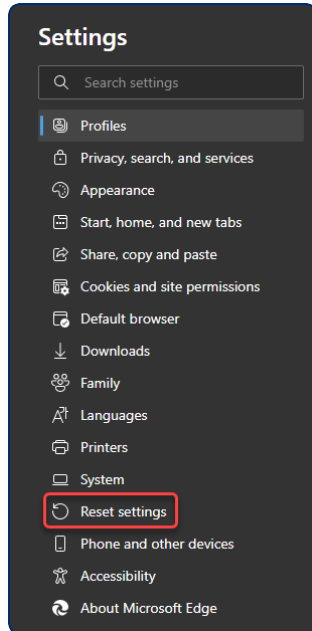 Settings
Search settings
Profiles
Privacy, search, and services
Appearance
Start, home, and new tabs
Share, copy and paste
Cookies and site permissions
Default browser
Downloads
Family
Languages
Printers
System
Reset settings
Phone and other devices
Accessibility
About Microsoft Edge